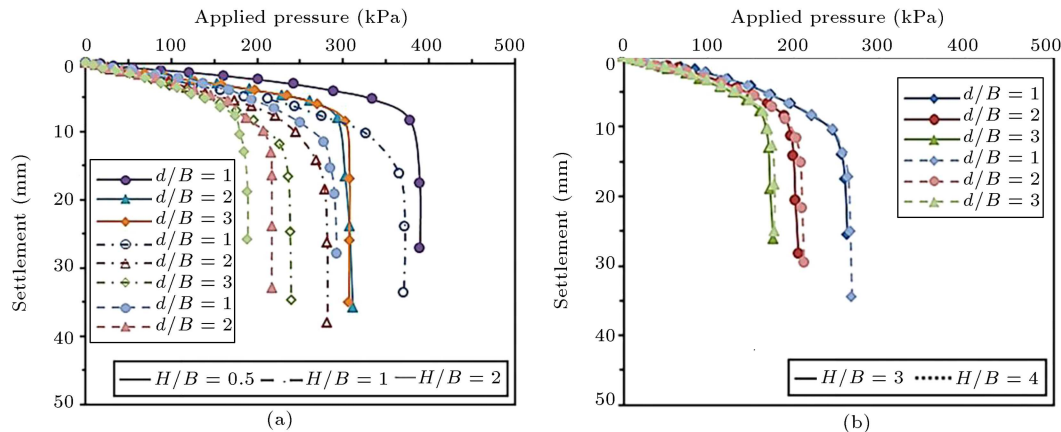 Applied pressure (kPa)
0 100 200 300 400 500
0
10
20
30
40
50
Settlement (mm)
d/B = 1
d/B = 2
d/B = 3
d/B = 1
d/B = 2
d/B = 3
d/B = 1
d/B = 2
H/B = 0.5 H/B = 1 H/B = 2
(a)
Applied pressure (kPa)
0 100 200 300 400 500
0
10
20
30
40
50
Settlement (mm)
d/B = 1
d/B = 2
d/B = 3
d/B = 1
d/B = 2
d/B = 3
H/B = 3 H/B = 4
(b)